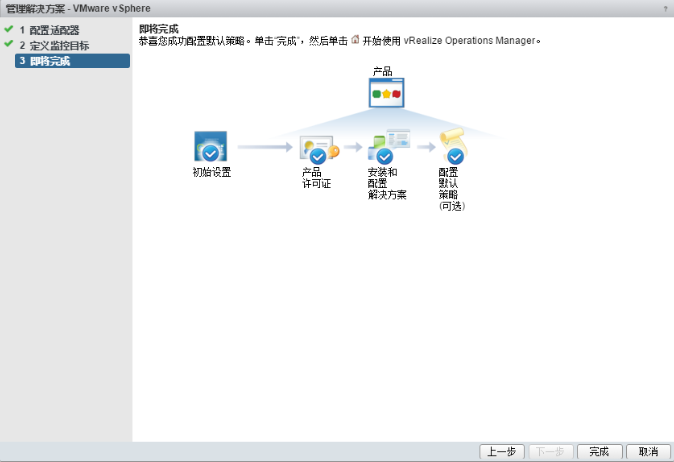 管理解决方案 - VMware vSphere
?
1 配置适配器
2 定义监控目标
3 即将完成
即将完成
恭喜您成功配置默认策略。单击“完成”，然后单击 开始使用 vRealize Operations Manager。
产品
初始设置
产品
许可证
安装和
配置
解决方案
配置
默认
策略
(可选)
上一步
下一步
完成
取消